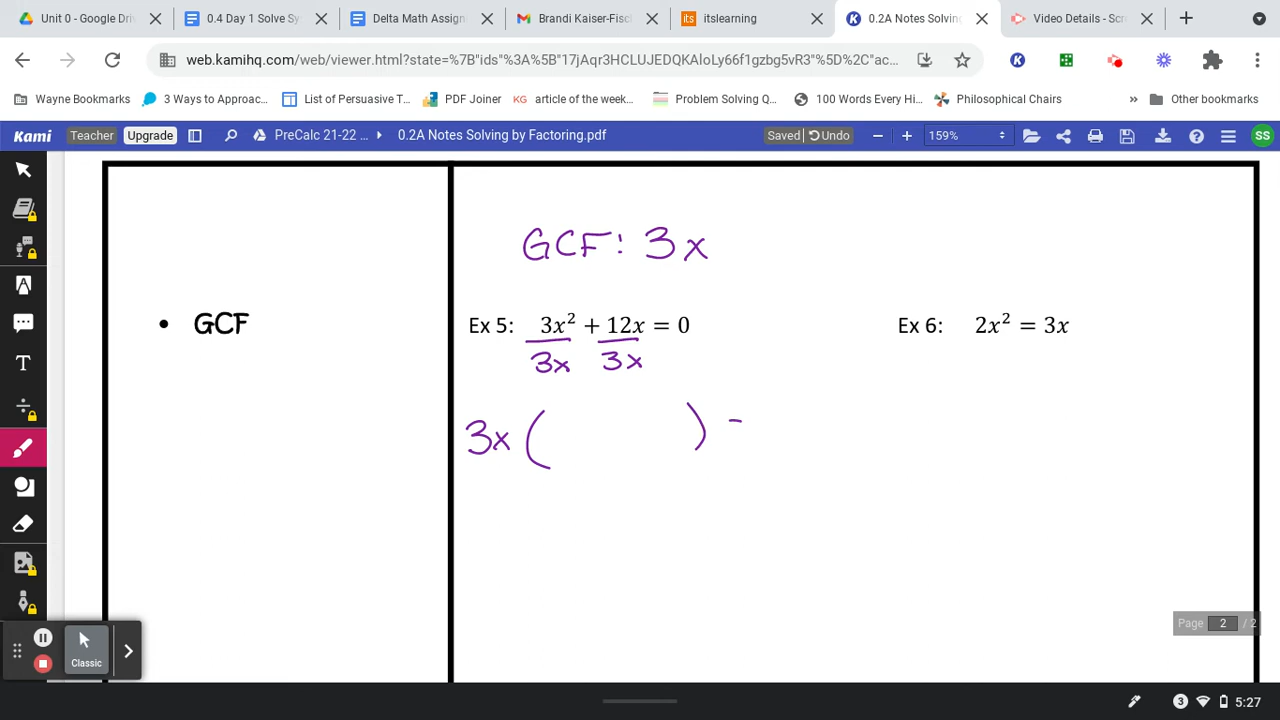 Unit 0 - Google Dri
0.4 Day 1 Solve Sy
Delta Math Assign
Brandi Kaiser-Fisc
itslearning
0.2A Notes Solvin
Video Details - Scr
web.kamihq.com/web/viewer.html?state=%7B"ids"%3A%5B"17jAqr3HCLUJEDQKAloLy66f1gzbg5vR3"%5D%2C"ac...
Wayne Bookmarks
3 Ways to Approac...
List of Persuasive T...
PDF Joiner
KG article of the week...
Problem Solving Q...
100 Words Every Hi...
Philosophical Chairs
» Other bookmarks
Kami Teacher Upgrade PreCalc 21-22 ... 0.2A Notes Solving by Factoring.pdf Saved Undo 159% SS
GCF: 3x
• GCF
Ex 5: 3x² + 12x = 0
Ex 6: 2x² = 3x
3x 3x
3x ( ) -
Page 2 / 2
Classic
3 5:27